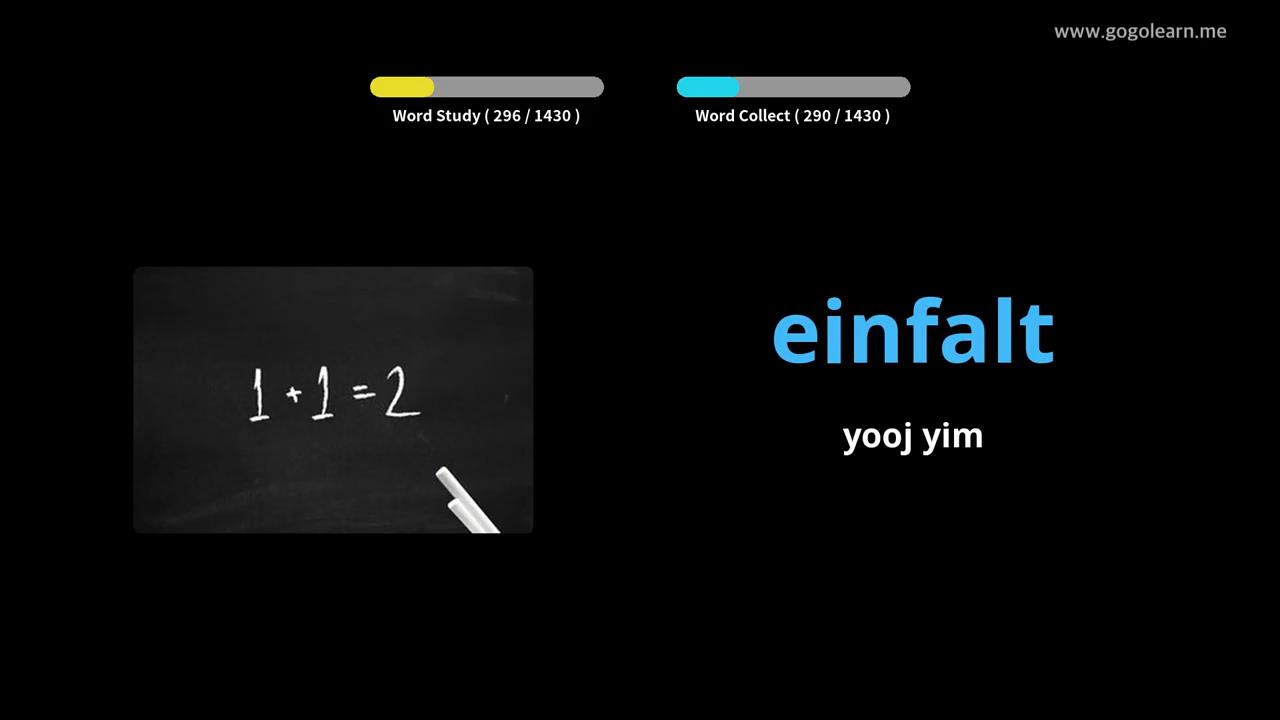 www.gogolearn.me
Word Study ( 296 / 1430 )
Word Collect ( 290 / 1430 )
1 + 1 = 2
einfalt
yooj yim